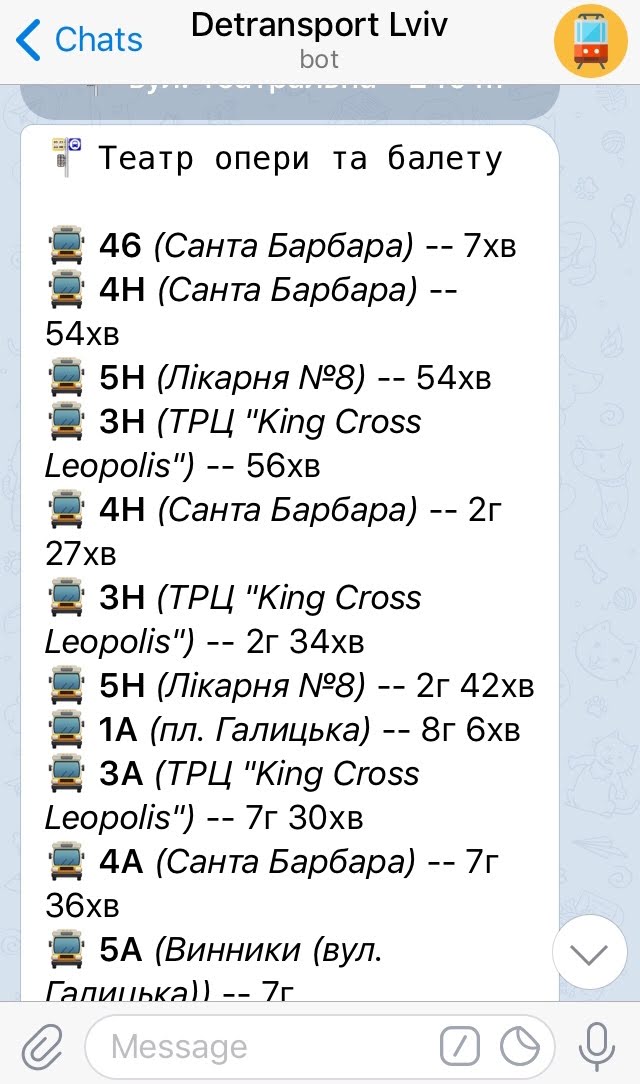 Chats
Detransport Lviv
bot
Театр опери та балету
46 (Санта Барбара) -- 7хв
4Н (Санта Барбара) --
54хв
5Н (Лікарня №8) -- 54хв
3Н (ТРЦ "King Cross
Leopolis") -- 56хв
4Н (Санта Барбара) -- 2г
27хв
3Н (ТРЦ "King Cross
Leopolis") -- 2г 34хв
5Н (Лікарня №8) -- 2г 42хв
1А (пл. Галицька) -- 8г 6хв
3А (ТРЦ "King Cross
Leopolis") -- 7г 30хв
4А (Санта Барбара) -- 7г
36хв
5А (Винники (вул.
Галицька)) -- 7г
Message